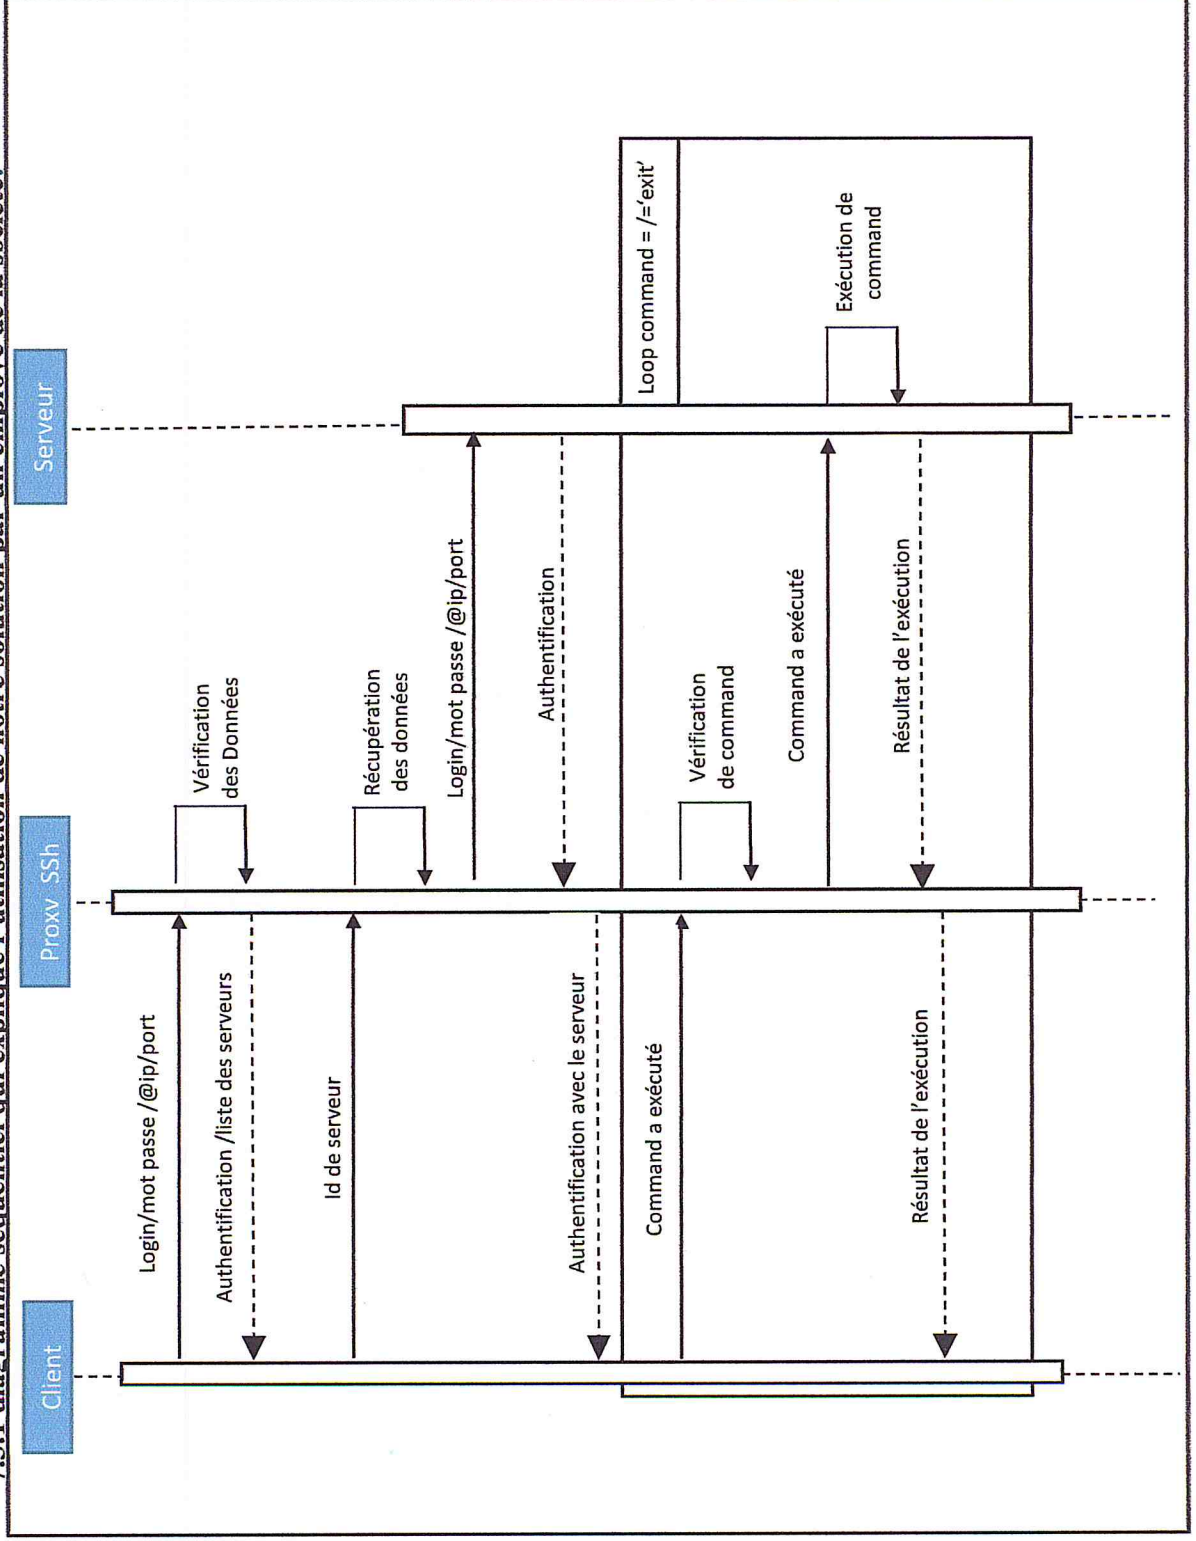 Client
Proxy SSh
Serveur
Login/mot passe /@ip/port
Vérification
des Données
Authentification /liste des serveurs
Id de serveur
Récupération
des données
Login/mot passe /@ip/port
Authentification
Authentification avec le serveur
Loop command = /='exit'
Command a exécuté
Vérification
de command
Command a exécuté
Exécution de
command
Résultat de l'exécution
Résultat de l'exécution